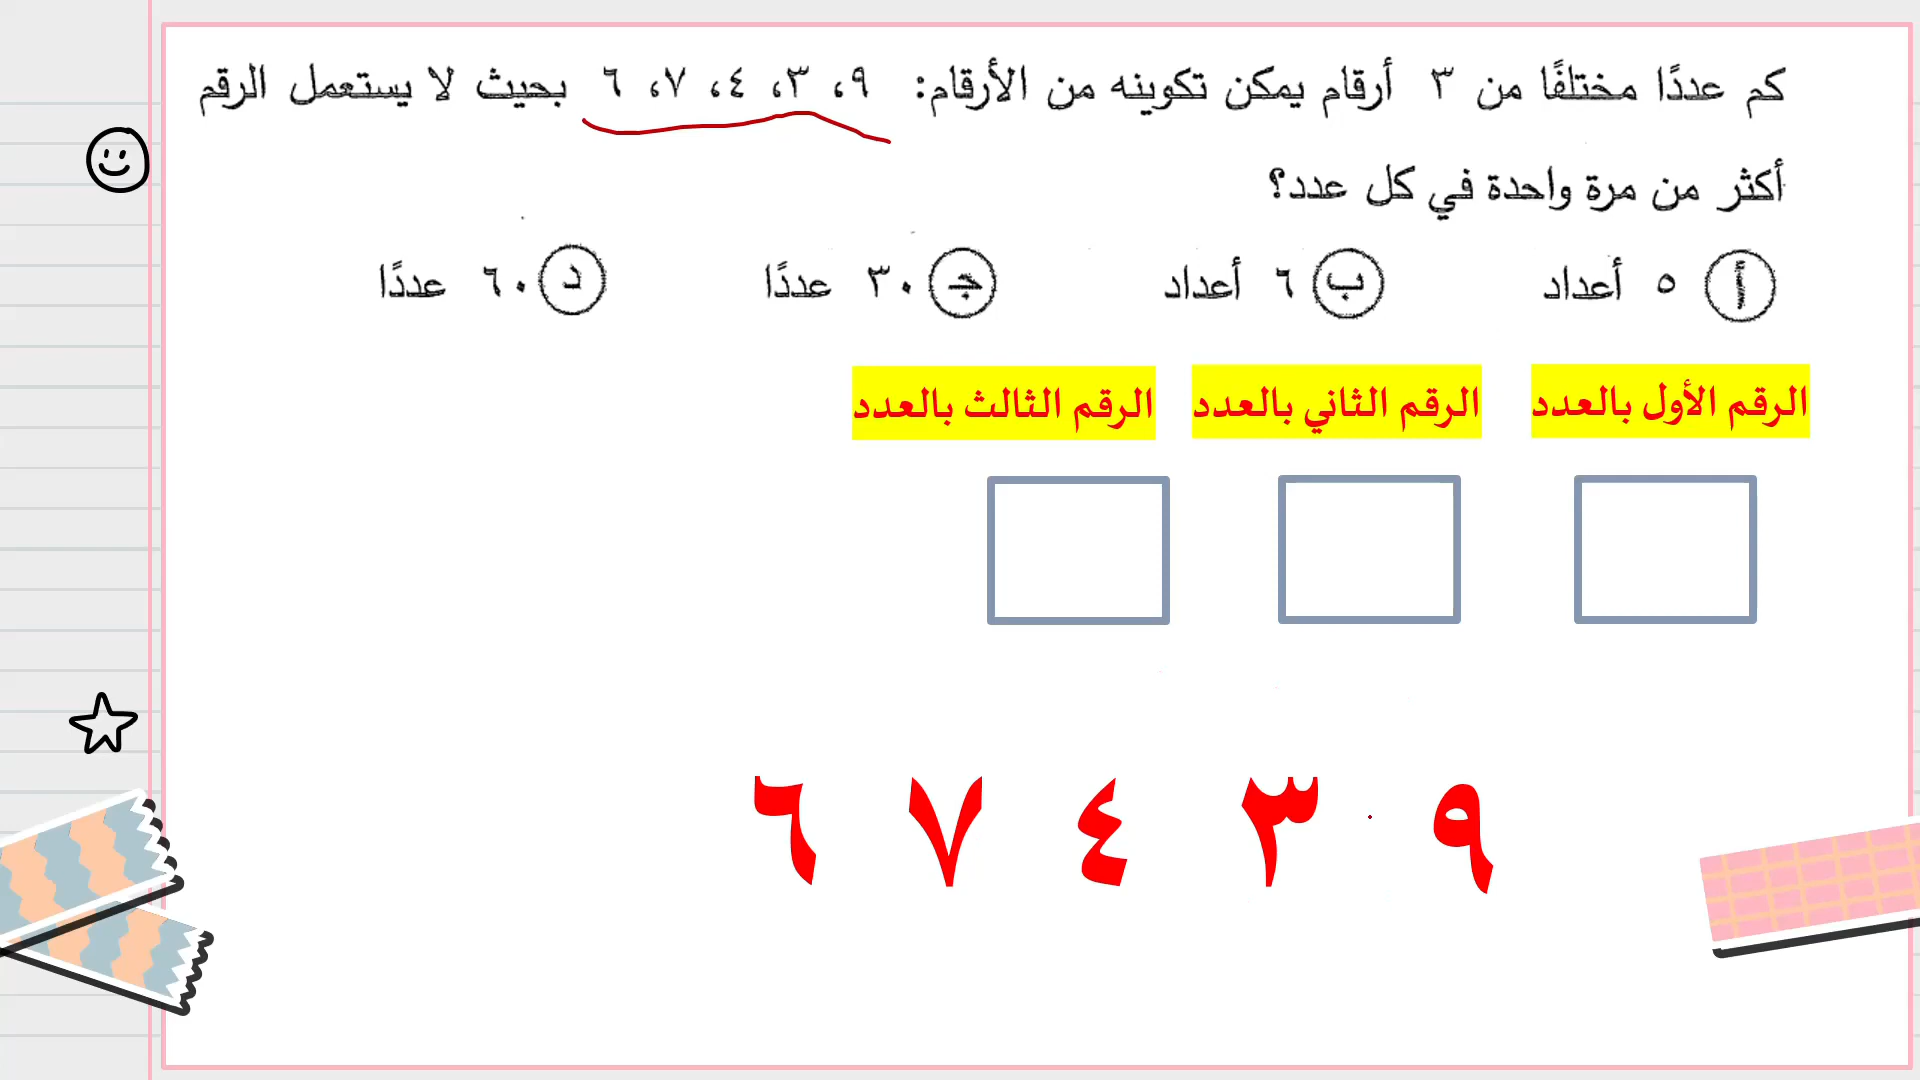 كم عددًا مختلفًا من ٣ أرقام يمكن تكوينه من الأرقام: ٩، ٣، ٤، ٧، ٦ بحيث لا يستعمل الرقم
أكثر من مرة واحدة في كل عدد؟
أ ٥ أعداد ب ٦ أعداد جـ ٣٠ عددًا د ٦٠ عددًا
الرقم الأول بالعدد الرقم الثاني بالعدد الرقم الثالث بالعدد
٩ ٣ ٤ ٧ ٦